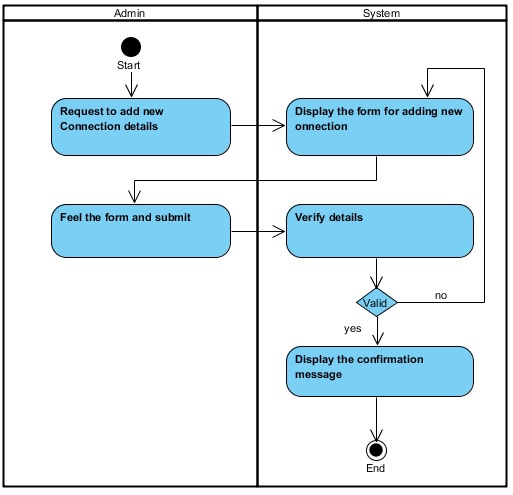 Admin
System
Start
Request to add new
Connection details
Display the form for adding new
onnection
Feel the form and submit
Verify details
Valid
no
yes
Display the confirmation
message
End